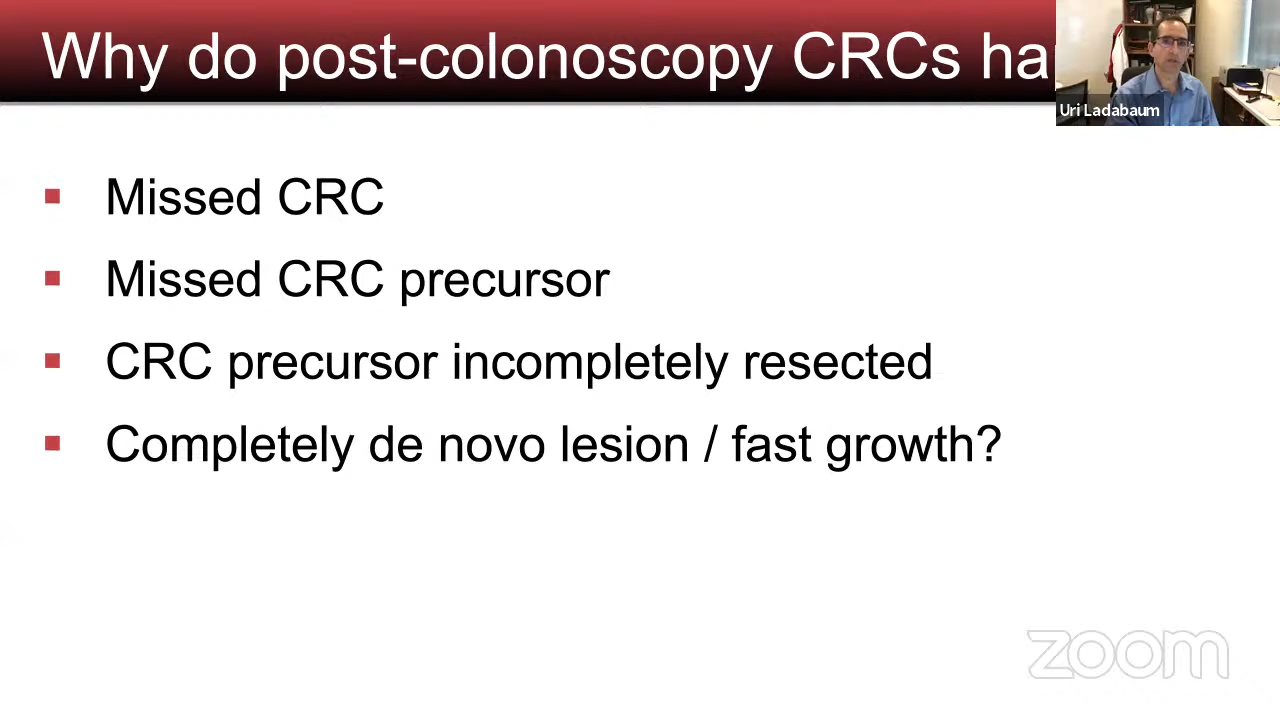 Why do post-colonoscopy CRCs ha
Uri Ladabaum
▪ Missed CRC
▪ Missed CRC precursor
▪ CRC precursor incompletely resected
▪ Completely de novo lesion / fast growth?
zoom